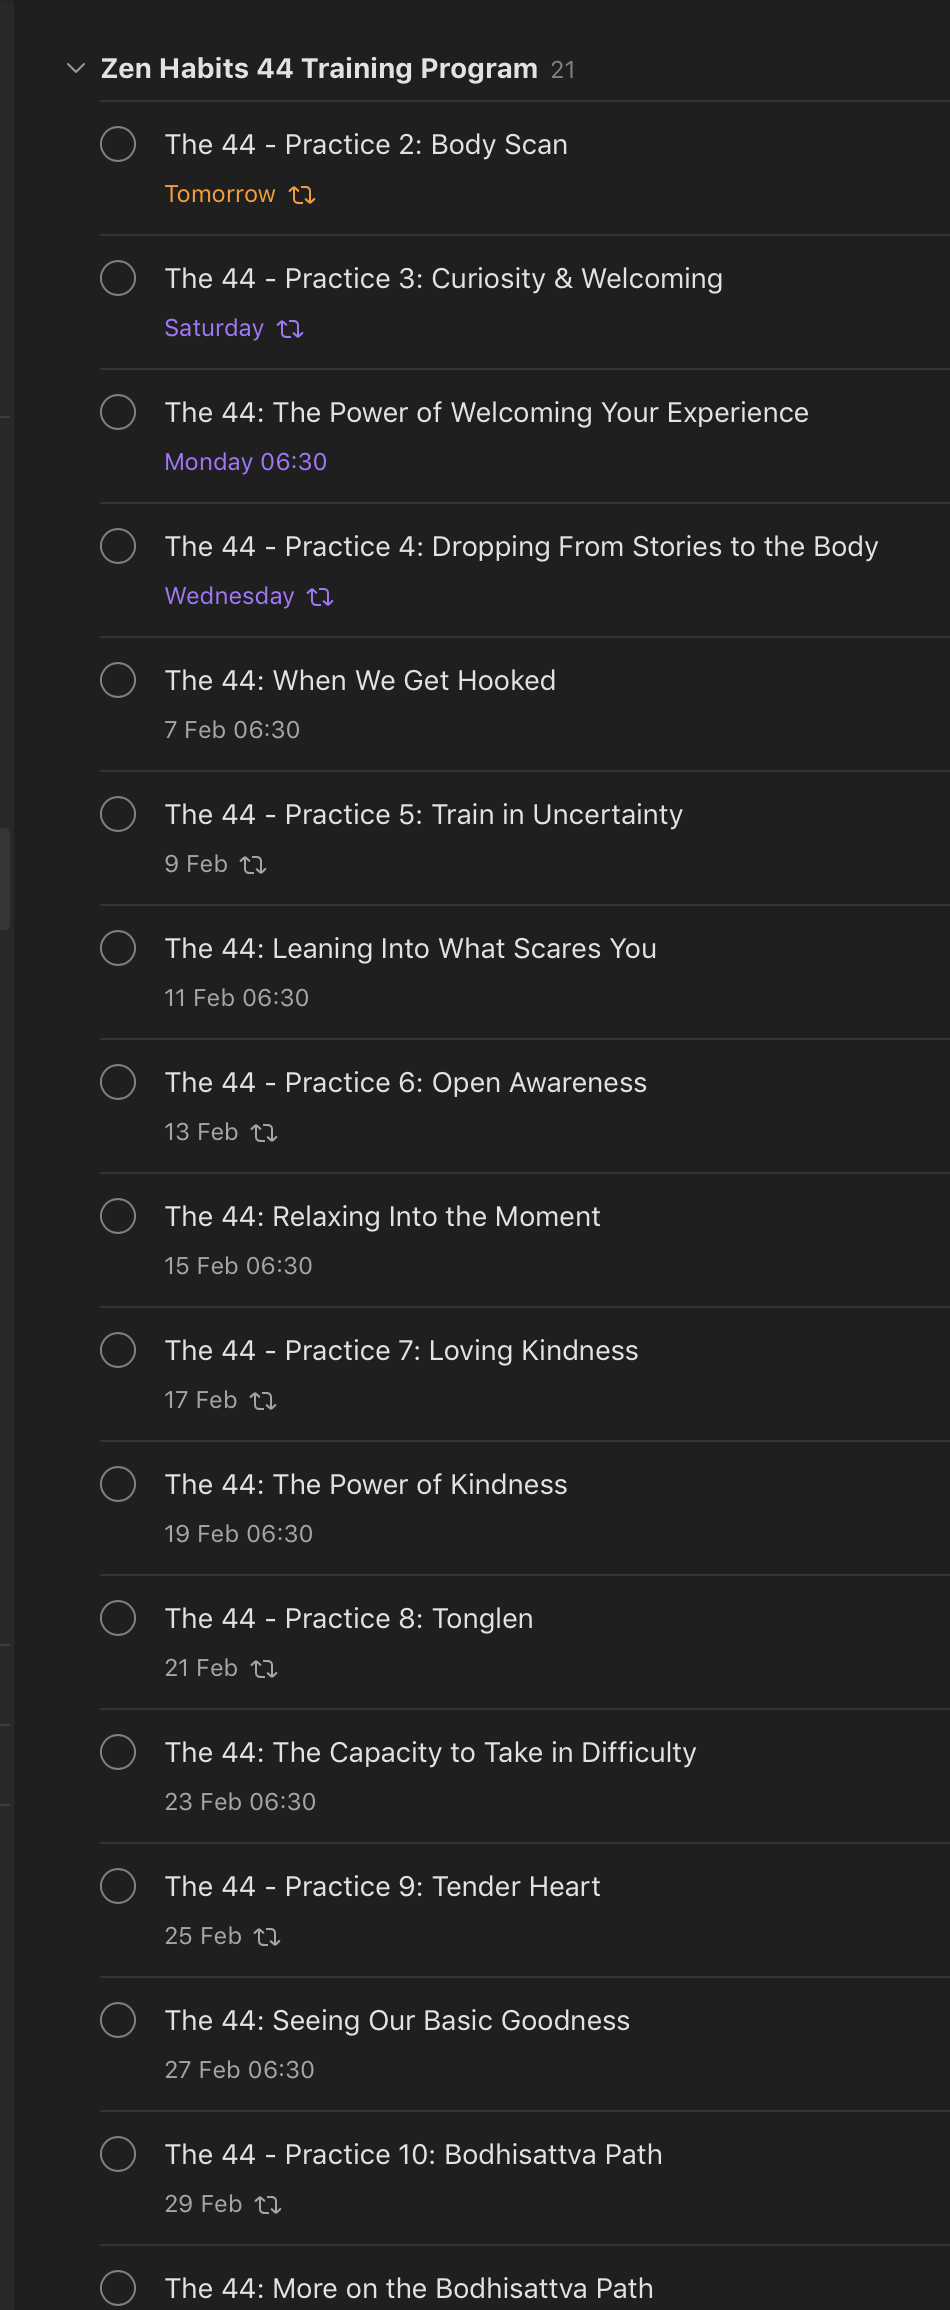 Zen Habits 44 Training Program 21
The 44 - Practice 2: Body Scan
Tomorrow
The 44 - Practice 3: Curiosity & Welcoming
Saturday
The 44: The Power of Welcoming Your Experience
Monday 06:30
The 44 - Practice 4: Dropping From Stories to the Body
Wednesday
The 44: When We Get Hooked
7 Feb 06:30
The 44 - Practice 5: Train in Uncertainty
9 Feb
The 44: Leaning Into What Scares You
11 Feb 06:30
The 44 - Practice 6: Open Awareness
13 Feb
The 44: Relaxing Into the Moment
15 Feb 06:30
The 44 - Practice 7: Loving Kindness
17 Feb
The 44: The Power of Kindness
19 Feb 06:30
The 44 - Practice 8: Tonglen
21 Feb
The 44: The Capacity to Take in Difficulty
23 Feb 06:30
The 44 - Practice 9: Tender Heart
25 Feb
The 44: Seeing Our Basic Goodness
27 Feb 06:30
The 44 - Practice 10: Bodhisattva Path
29 Feb
The 44: More on the Bodhisattva Path